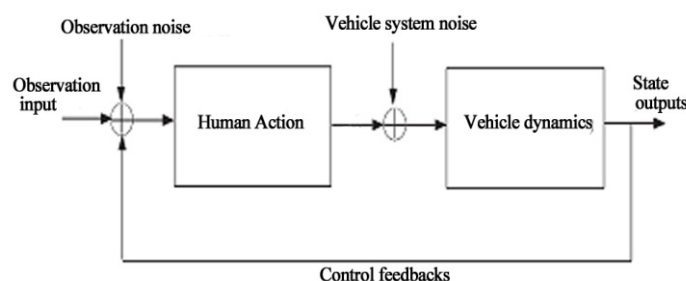 Observation noise
Vehicle system noise
Observation
input
Human Action
Vehicle dynamics
State
outputs
Control feedbacks